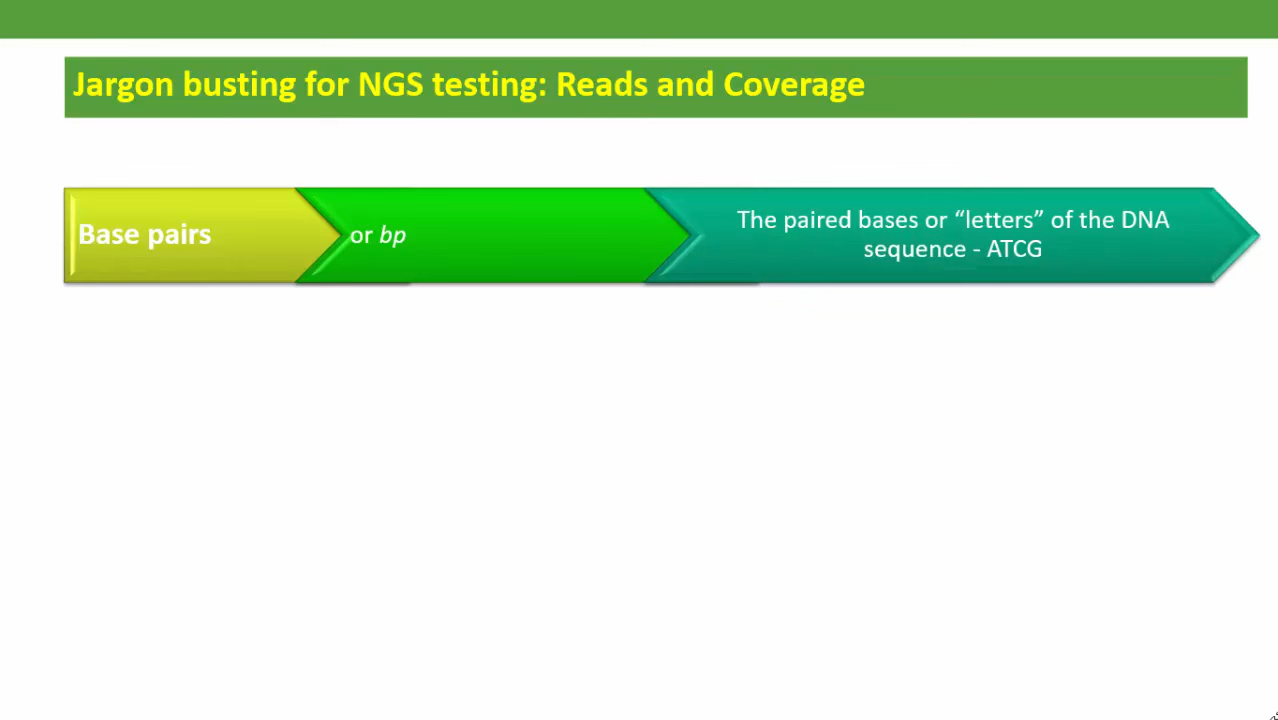 Jargon busting for NGS testing: Reads and Coverage
Base pairs
or bp
The paired bases or “letters” of the DNA
sequence - ATCG